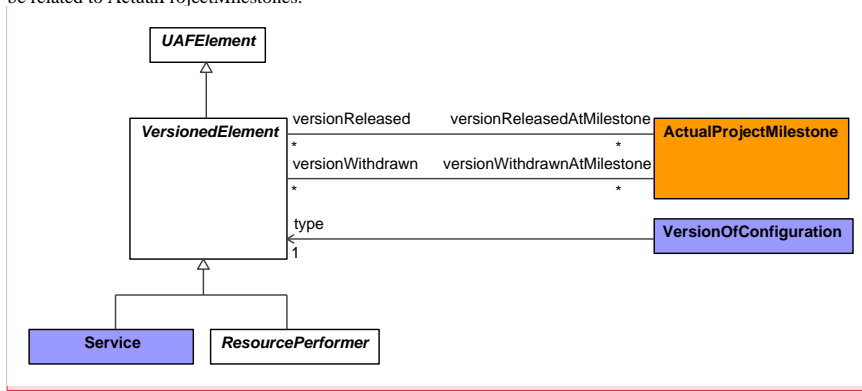 be related to ActualProjectMilestones.
UAFElement
VersionedElement
versionReleased
versionReleasedAtMilestone
ActualProjectMilestone
*
*
versionWithdrawn
versionWithdrawnAtMilestone
*
*
type
VersionOfConfiguration
1
Service
ResourcePerformer